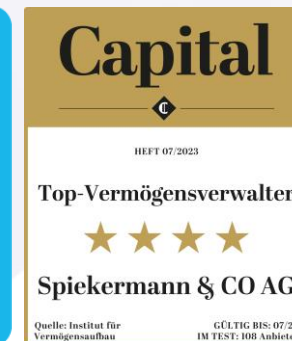 Capital
HEFT 07/2023
Top-Vermögensverwalter
Spiekermann & CO AG
Quelle: Institut für
Vermögensaufbau
GÜLTIG BIS: 07/2
IM TEST: 108 Anbiete